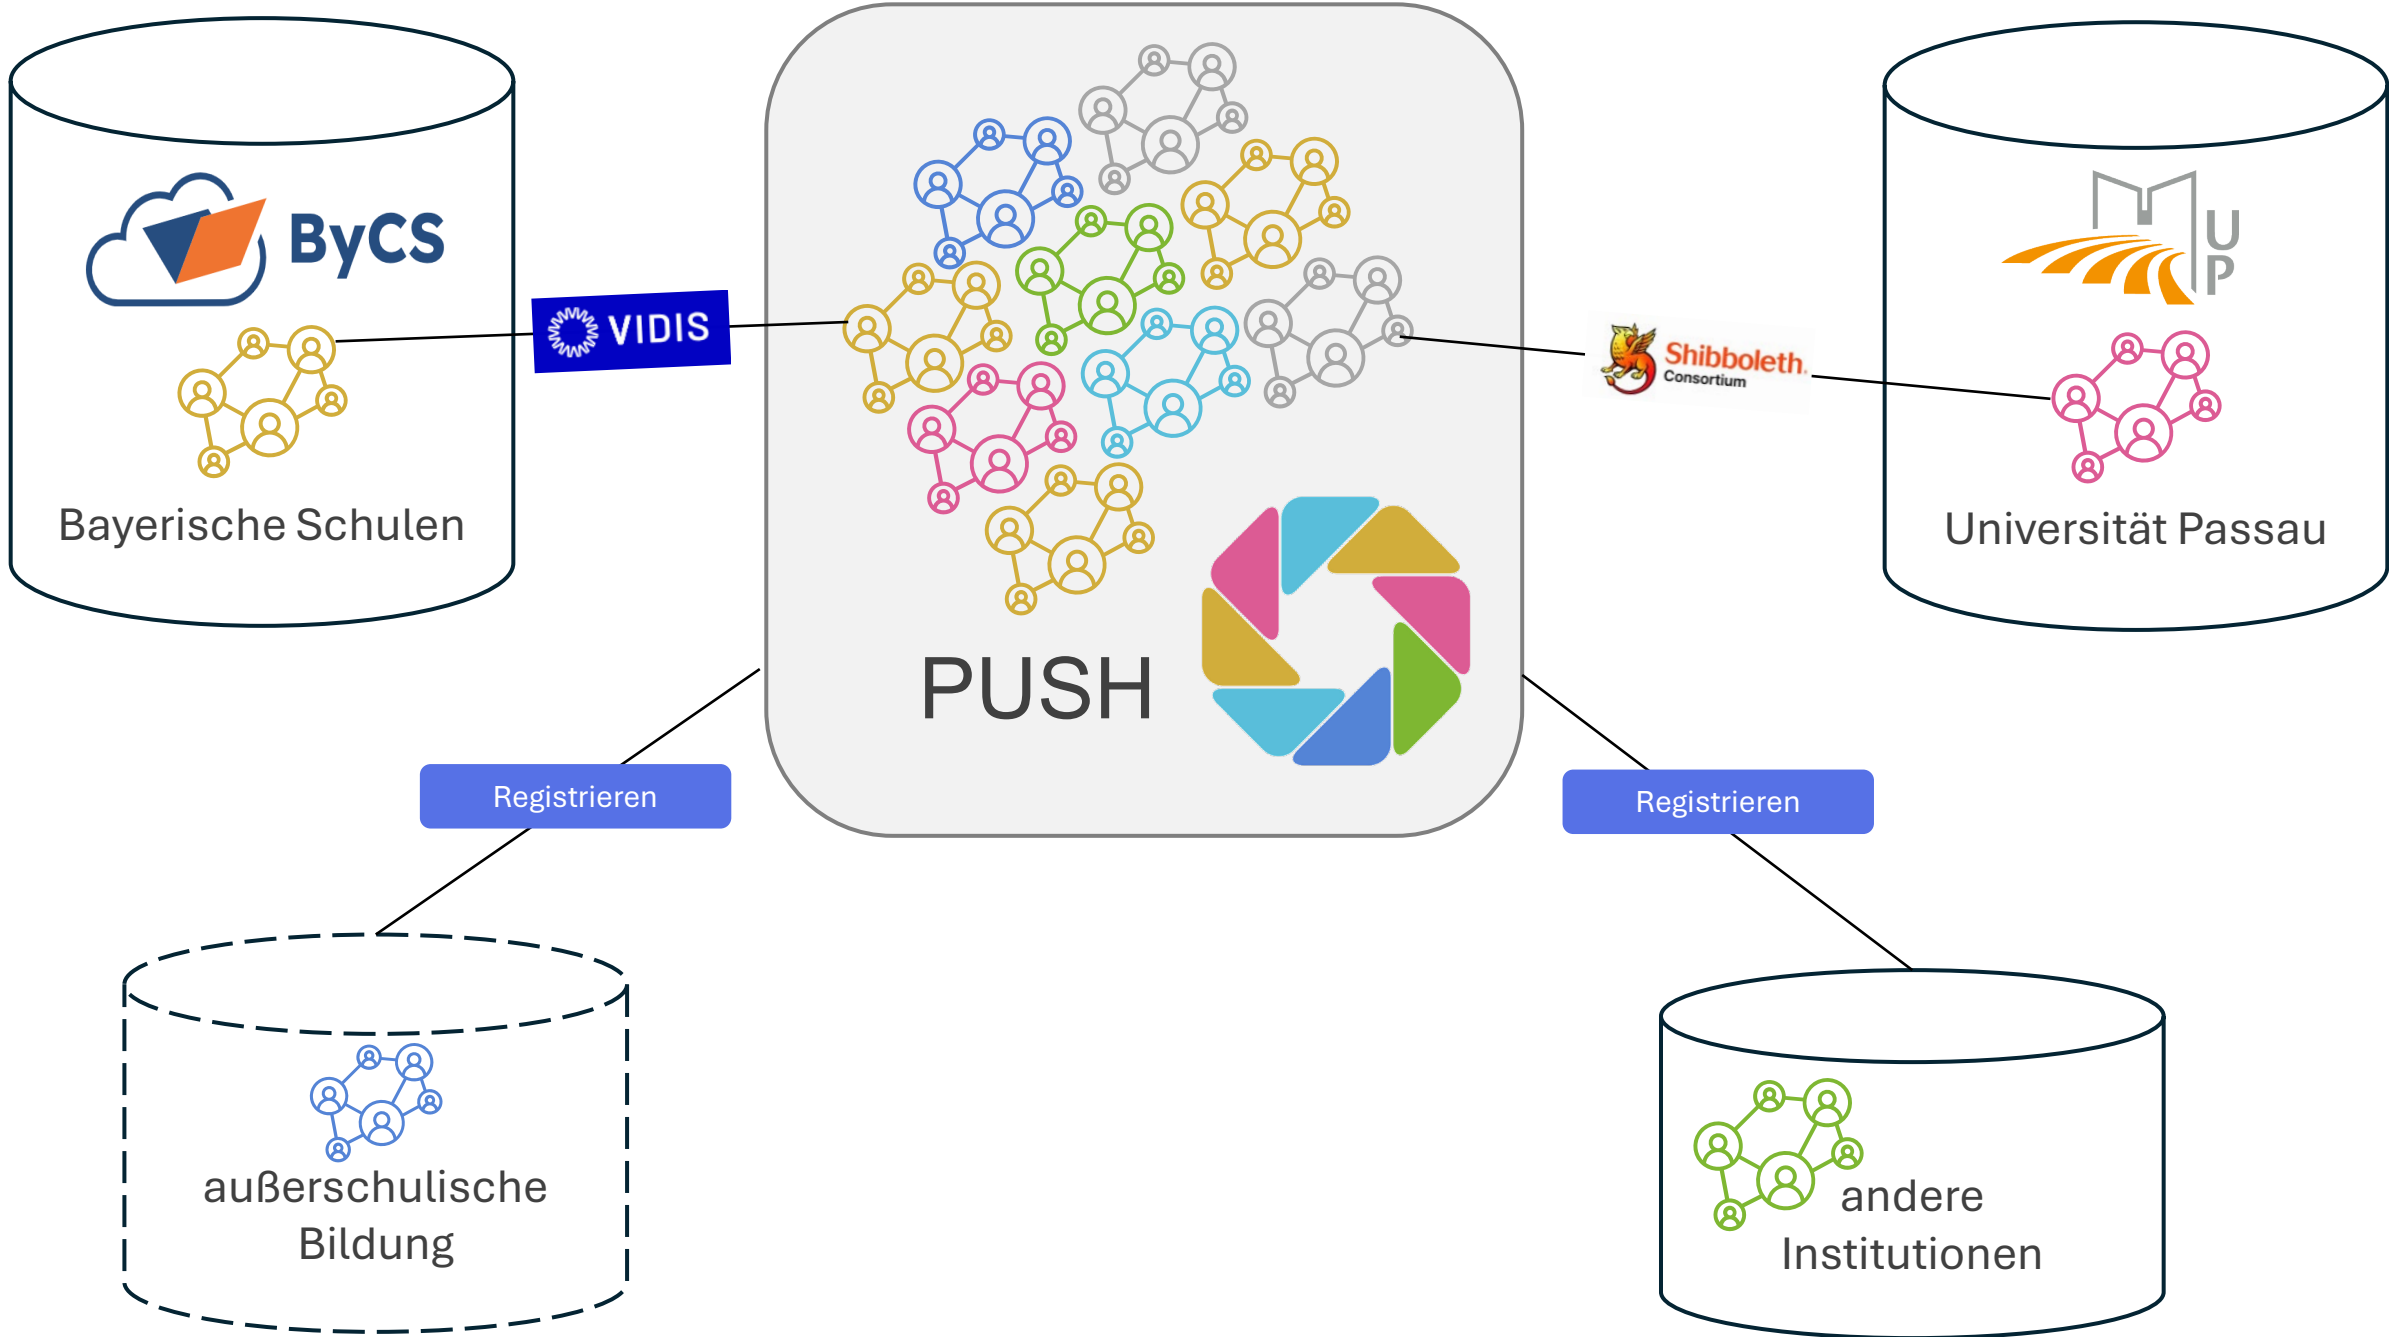 ByCS
Bayerische Schulen
VIDIS
PUSH
Shibboleth.
Consortium
U
P
Universität Passau
Registrieren
Registrieren
außerschulische
Bildung
andere
Institutionen